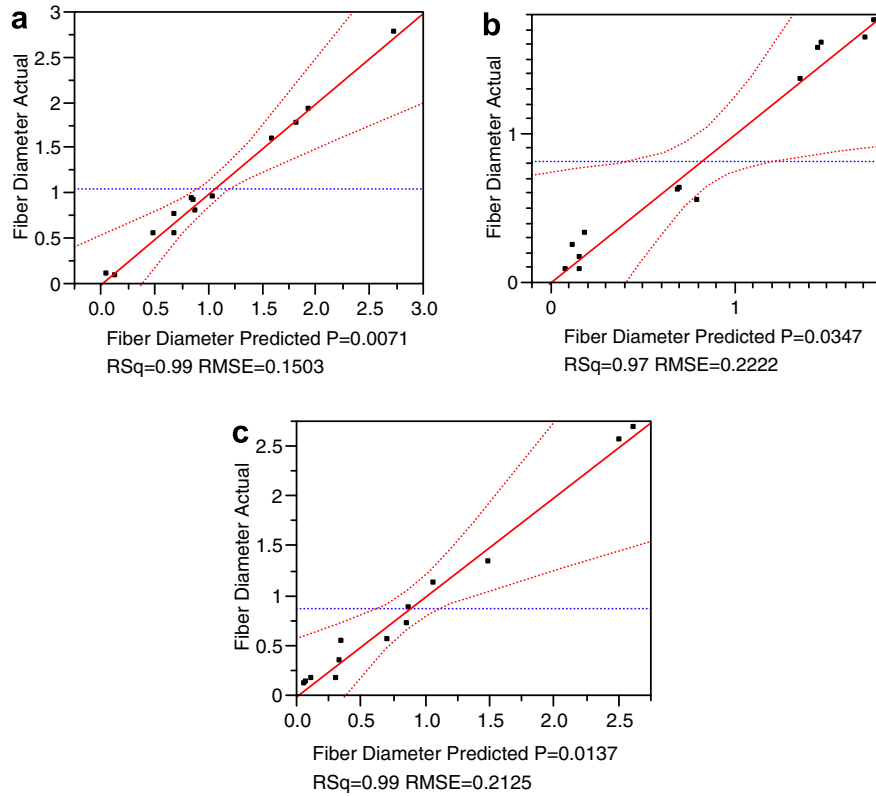 a
3
2.5
2
1.5
1
0.5
0
Fiber Diameter Actual
0.0 0.5 1.0 1.5 2.0 2.5 3.0
Fiber Diameter Predicted P=0.0071
RSq=0.99 RMSE=0.1503
b
1
0
Fiber Diameter Actual
0 1
Fiber Diameter Predicted P=0.0347
RSq=0.97 RMSE=0.2222
c
2.5
2
1.5
1
0.5
0
Fiber Diameter Actual
0.0 0.5 1.0 1.5 2.0 2.5
Fiber Diameter Predicted P=0.0137
RSq=0.99 RMSE=0.2125